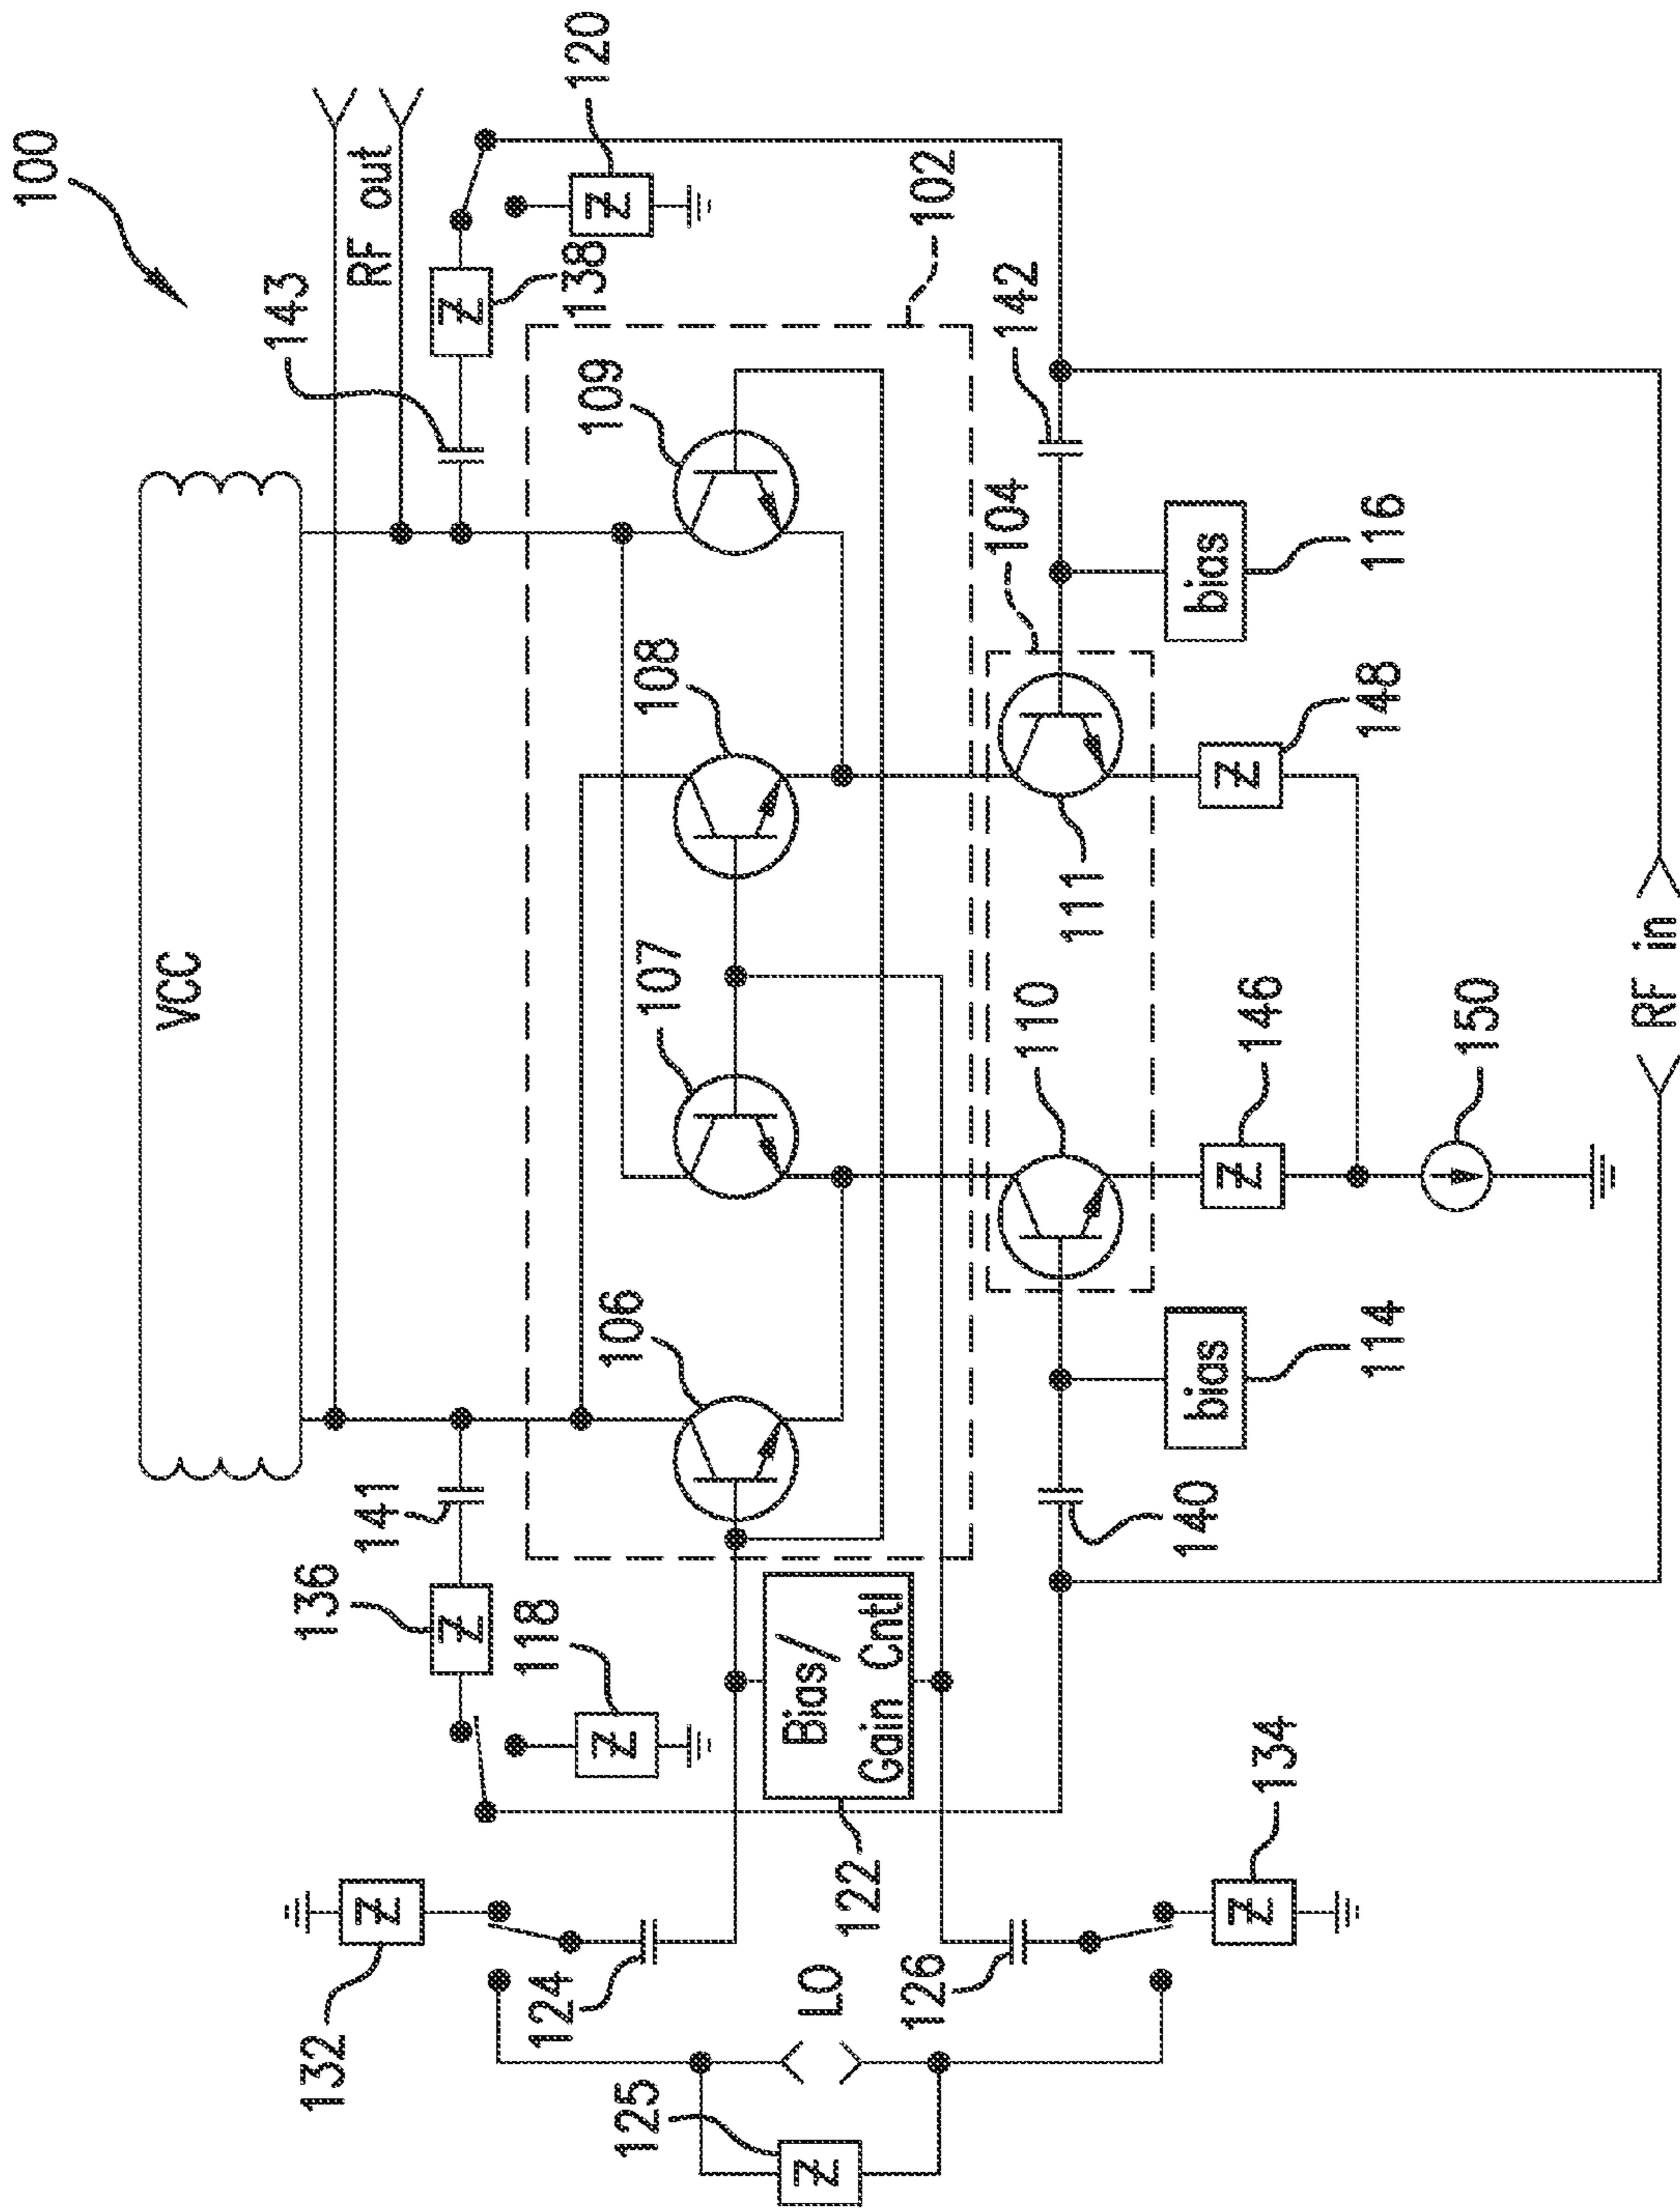 100
VCC
RF out
143
120
138
102
141
136
118
109
108
107
106
132
124
122
Bias/
Gain Cntl
125
LO
126
134
104
142
111
110
140
bias
116
148
146
bias
114
150
RF in
Z
Z
Z
Z
Z
Z
Z
Z
Z